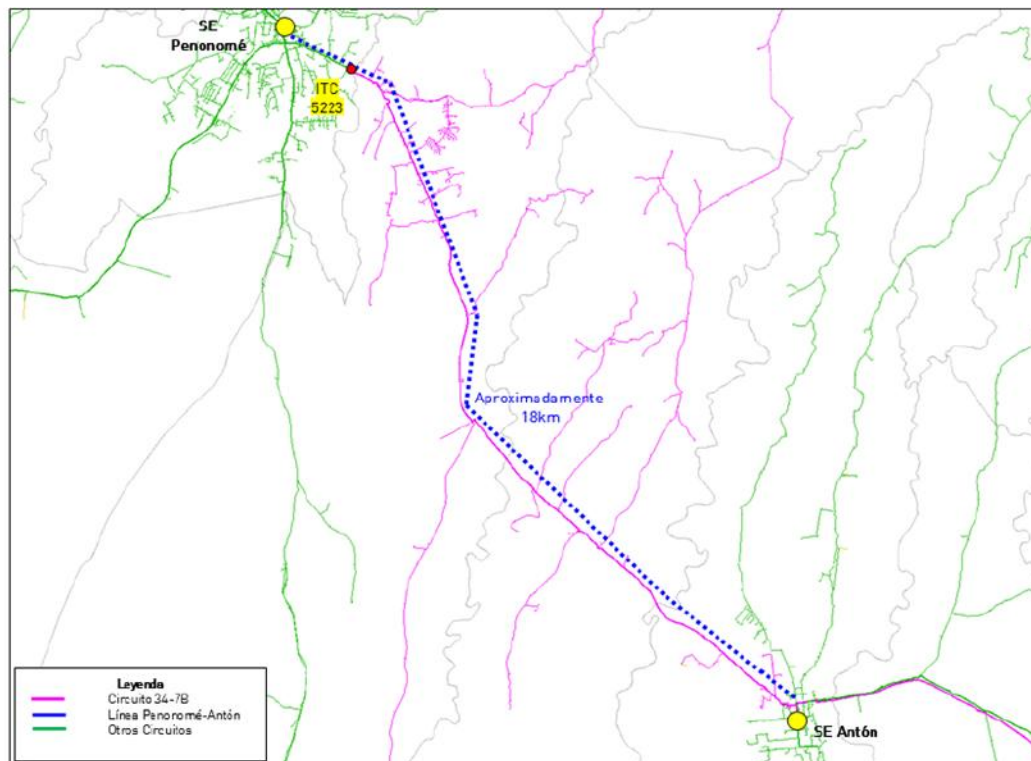 SE
Penonomé
ITC
5223
Aproximadamente
18km
Leyenda
Circuito 34-7B
Línea Penonomé-Antón
Otros Circuitos
SE Antón